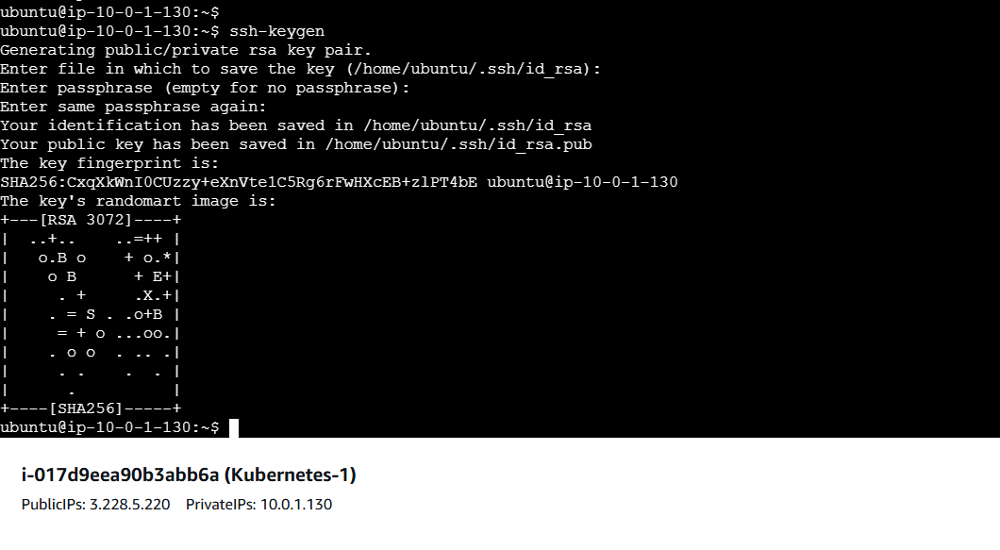 ubuntu@ip-10-0-1-130:~$
ubuntu@ip-10-0-1-130:~$ ssh-keygen
Generating public/private rsa key pair.
Enter file in which to save the key (/home/ubuntu/.ssh/id_rsa):
Enter passphrase (empty for no passphrase):
Enter same passphrase again:
Your identification has been saved in /home/ubuntu/.ssh/id_rsa
Your public key has been saved in /home/ubuntu/.ssh/id_rsa.pub
The key fingerprint is:
SHA256:CxqXkWnI0CUzzy+eXnVte1C5Rg6rFwHXcEB+zlPT4bE ubuntu@ip-10-0-1-130
The key's randomart image is:
+---[RSA 3072]----+
|  ..+..    ..=++ |
|   o.B o    + o.*|
|    o B      + E+|
|     . +     .X.+|
|    . = S . .o+B |
|     = + o ...oo.|
|    . o o  . .. .|
|     . .    .  . |
|      .          |
+----[SHA256]-----+
ubuntu@ip-10-0-1-130:~$
i-017d9eea90b3abb6a (Kubernetes-1)
PublicIPs: 3.228.5.220    PrivateIPs: 10.0.1.130